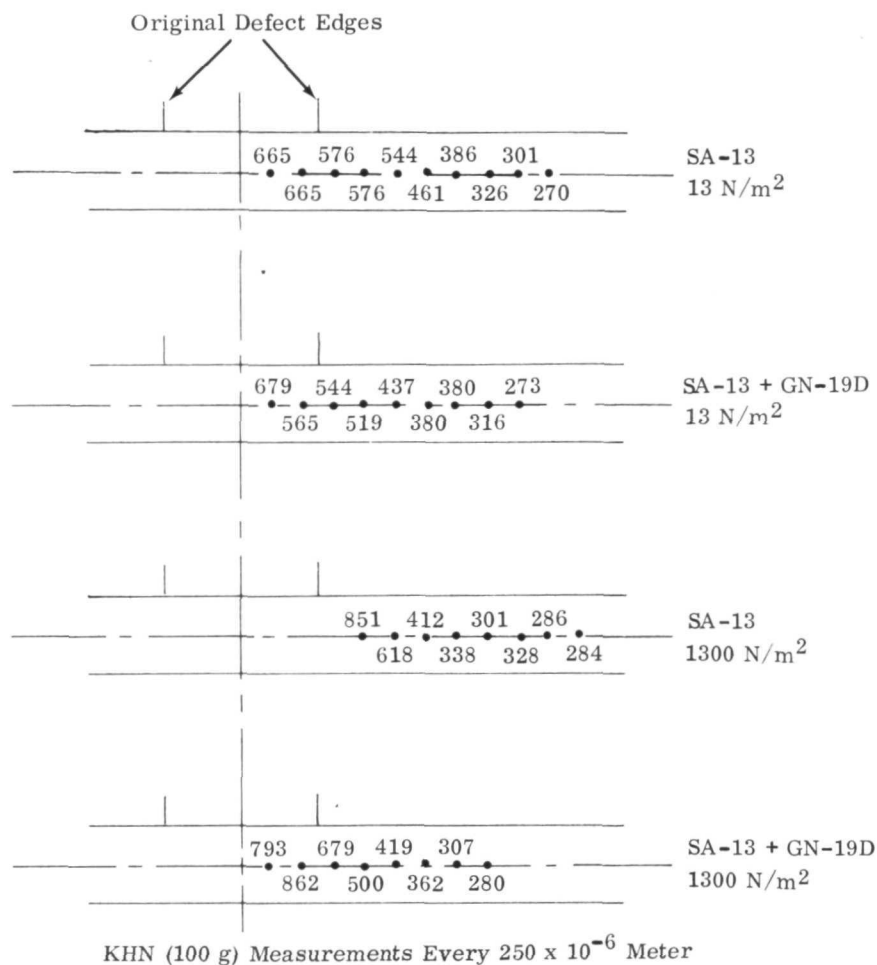 Original Defect Edges
665 576 544 386 301
665 576 461 326 270
SA-13
13 N/m²
679 544 437 380 273
565 519 380 316
SA-13 + GN-19D
13 N/m²
851 412 301 286
618 338 328 284
SA-13
1300 N/m²
793 679 419 307
862 500 362 280
SA-13 + GN-19D
1300 N/m²
KHN (100 g) Measurements Every 250 x 10⁻⁶ Meter